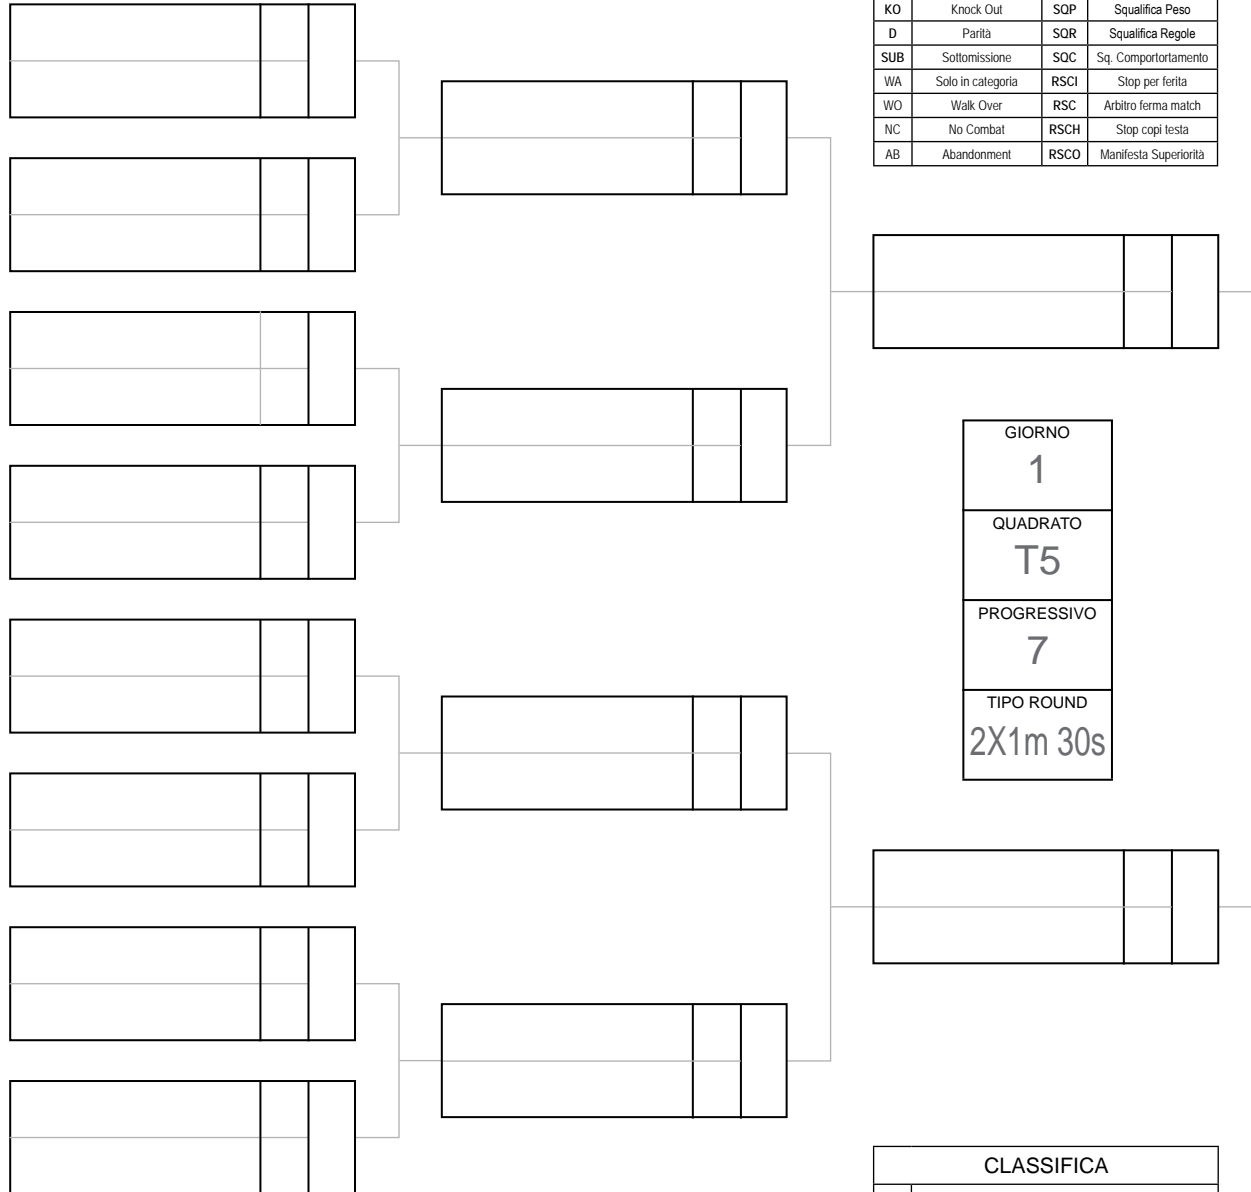 KO Knock Out SQP Squalifica Peso
D Parità SQR Squalifica Regole
SUB Sottomissione SQC Sq. Comportortamento
WA Solo in categoria RSCI Stop per ferita
WO Walk Over RSC Arbitro ferma match
NC No Combat RSCH Stop copi testa
AB Abandonment RSCO Manifesta Superiorità
GIORNO
1
QUADRATO
T5
PROGRESSIVO
7
TIPO ROUND
2X1m 30s
CLASSIFICA